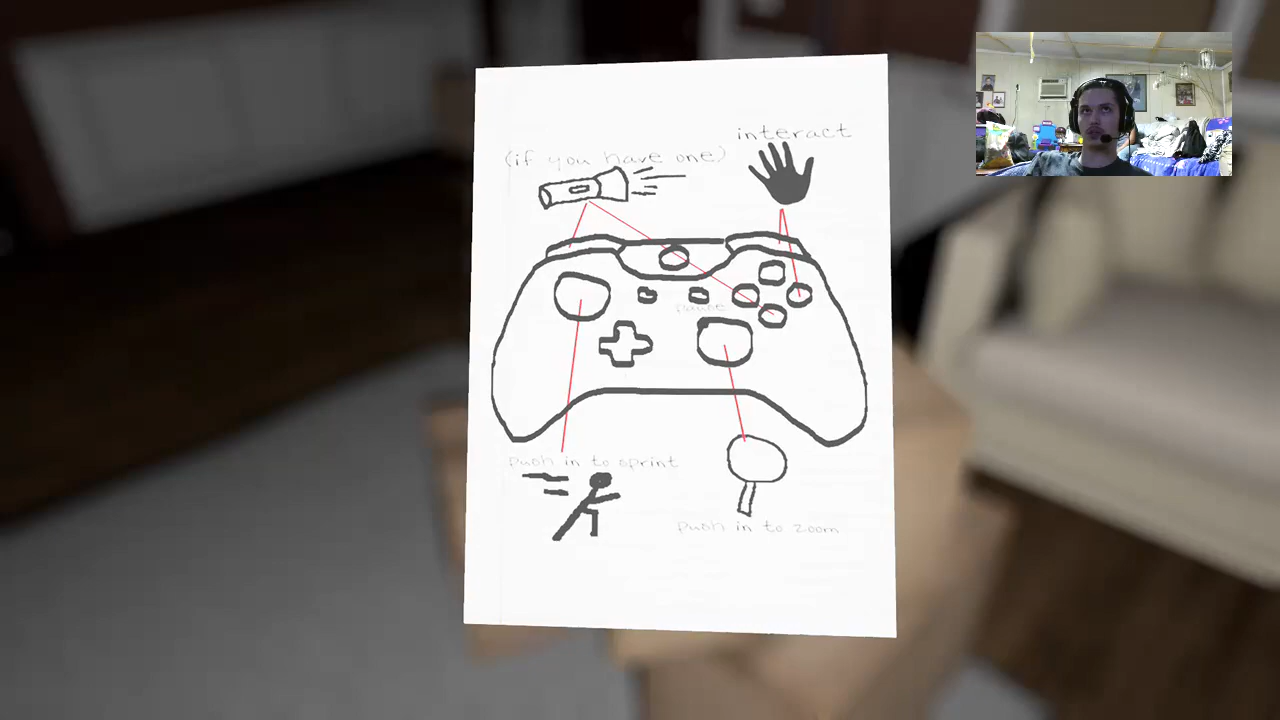 interact
(if you have one)
pause
push in to sprint
push in to zoom